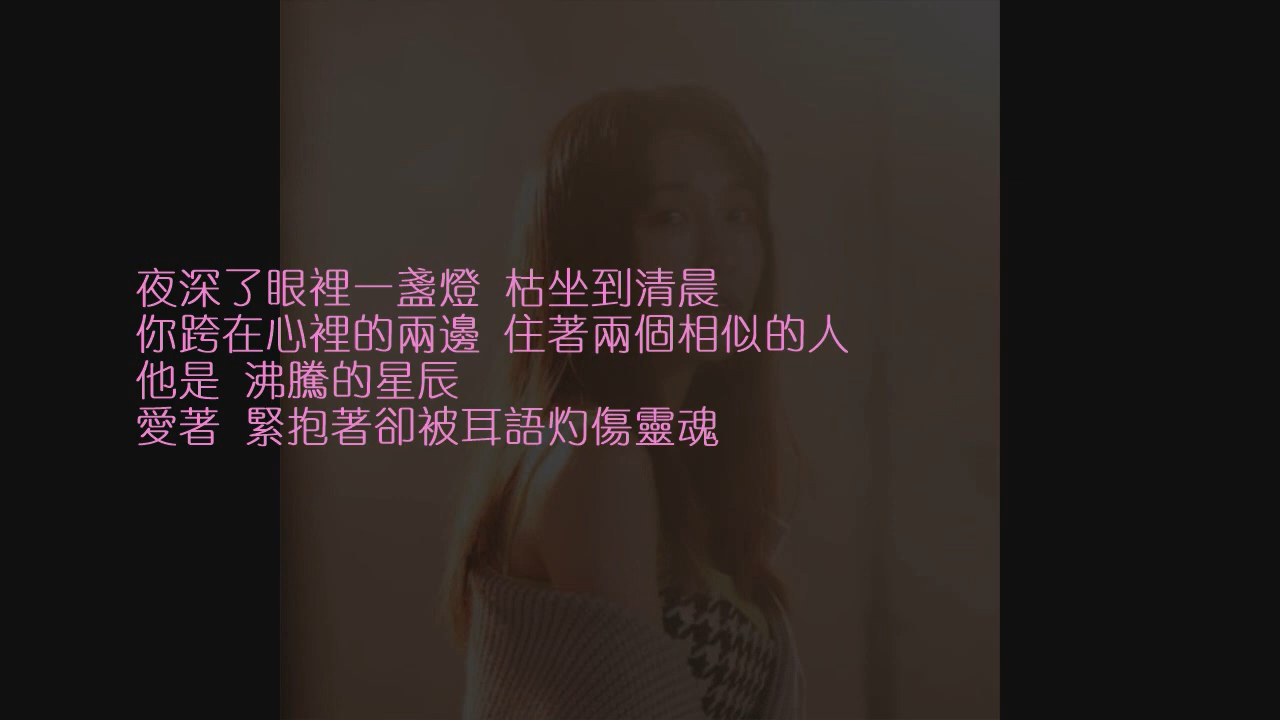 夜深了眼裡一盞燈 枯坐到清晨
你跨在心裡的兩邊 住著兩個相似的人
他是 沸騰的星辰
愛著 緊抱著卻被耳語灼傷靈魂